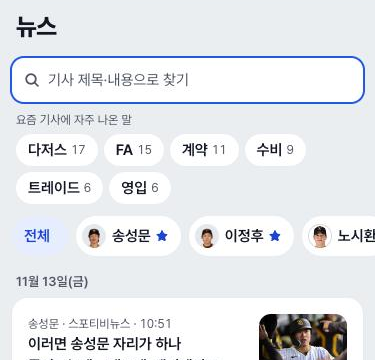 뉴스
기사 제목·내용으로 찾기
요즘 기사에 자주 나온 말
다저스 17 FA 15 계약 11 수비 9
트레이드 6 영입 6
전체 송성문 이정후 노시환
11월 13일(금)
송성문 · 스포티비뉴스 · 10:51
이러면 송성문 자리가 하나